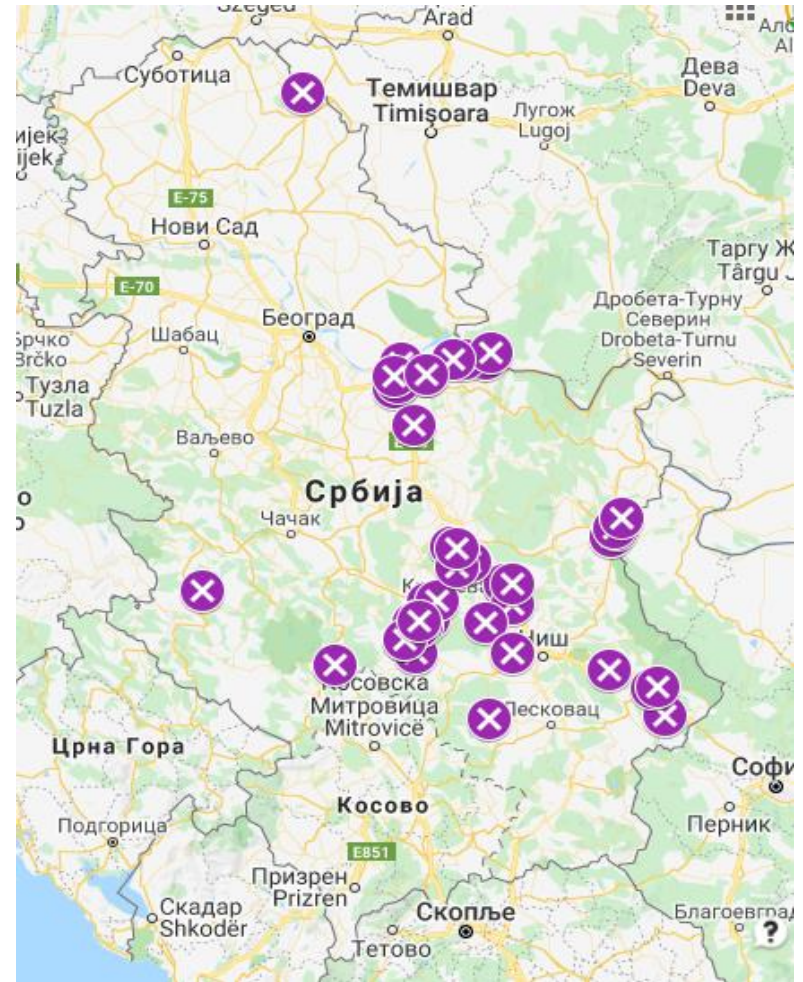 Szeged
Arad
Суботица
Темишвар
Timișoara
Дева
Deva
Лугож
Lugoj
E-75
Нови Сад
E-70
Таргу
Târgu
Београд
Дробета-Турну
Северин
Drobeta-Turnu
Severin
Шабац
Brčko
Тузла
Tuzla
Ваљево
Србија
Чачак
Ниш
Косовска
Митровица
Mitrovicë
Лесковац
Црна Гора
Софи
Косово
Подгорица
Перник
E851
Призрен
Prizren
Скадар
Shkodër
Скопље
Благоевград
?
Тетово